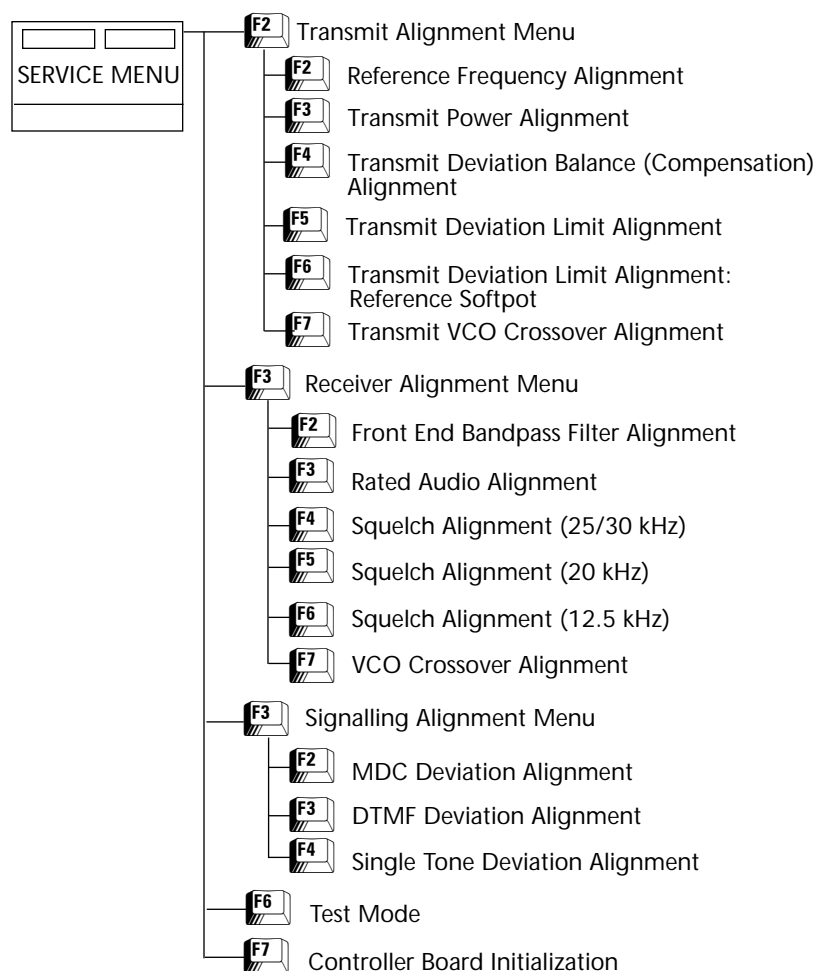 SERVICE MENU
F2 Transmit Alignment Menu
F2 Reference Frequency Alignment
F3 Transmit Power Alignment
F4 Transmit Deviation Balance (Compensation)
Alignment
F5 Transmit Deviation Limit Alignment
F6 Transmit Deviation Limit Alignment:
Reference Softpot
F7 Transmit VCO Crossover Alignment
F3 Receiver Alignment Menu
F2 Front End Bandpass Filter Alignment
F3 Rated Audio Alignment
F4 Squelch Alignment (25/30 kHz)
F5 Squelch Alignment (20 kHz)
F6 Squelch Alignment (12.5 kHz)
F7 VCO Crossover Alignment
F3 Signalling Alignment Menu
F2 MDC Deviation Alignment
F3 DTMF Deviation Alignment
F4 Single Tone Deviation Alignment
F6 Test Mode
F7 Controller Board Initialization